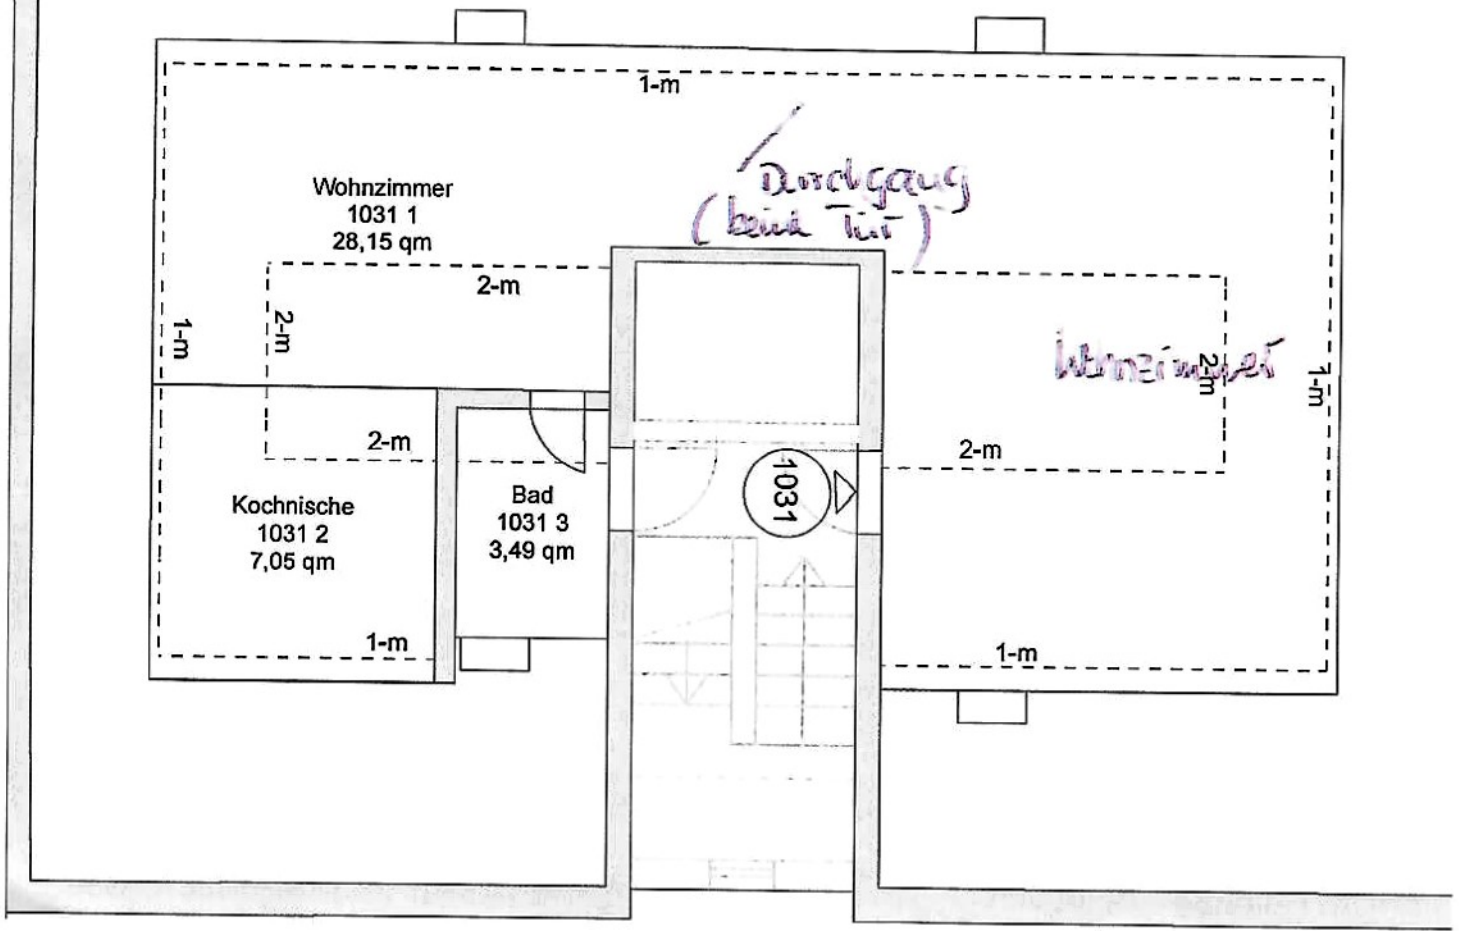 1-m
Durchgang
(keine Tür)
Wohnzimmer
1031 1
28,15 qm
2-m
2-m
1-m
Wohnzimmer
2-m
1-m
2-m
2-m
1031
Kochnische
1031 2
7,05 qm
Bad
1031 3
3,49 qm
1-m
1-m